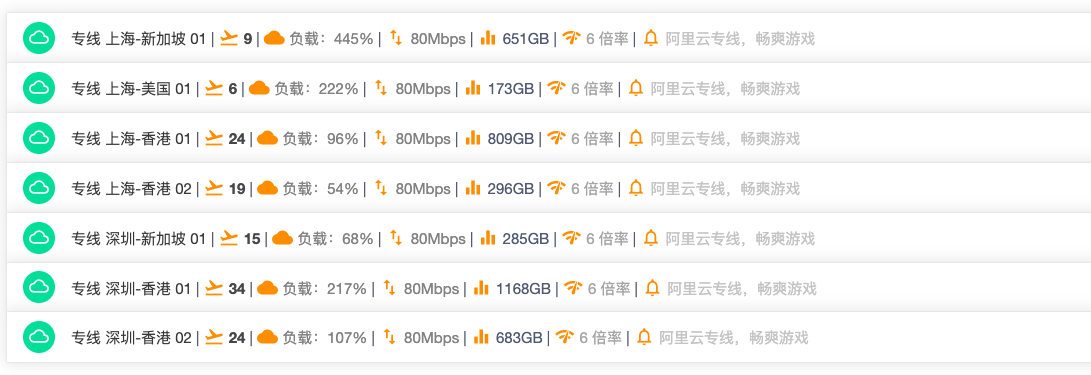 专线 上海-新加坡 01 | 9 | 负载：445% | 80Mbps | 651GB | 6 倍率 | 阿里云专线，畅爽游戏
专线 上海-美国 01 | 6 | 负载：222% | 80Mbps | 173GB | 6 倍率 | 阿里云专线，畅爽游戏
专线 上海-香港 01 | 24 | 负载：96% | 80Mbps | 809GB | 6 倍率 | 阿里云专线，畅爽游戏
专线 上海-香港 02 | 19 | 负载：54% | 80Mbps | 296GB | 6 倍率 | 阿里云专线，畅爽游戏
专线 深圳-新加坡 01 | 15 | 负载：68% | 80Mbps | 285GB | 6 倍率 | 阿里云专线，畅爽游戏
专线 深圳-香港 01 | 34 | 负载：217% | 80Mbps | 1168GB | 6 倍率 | 阿里云专线，畅爽游戏
专线 深圳-香港 02 | 24 | 负载：107% | 80Mbps | 683GB | 6 倍率 | 阿里云专线，畅爽游戏